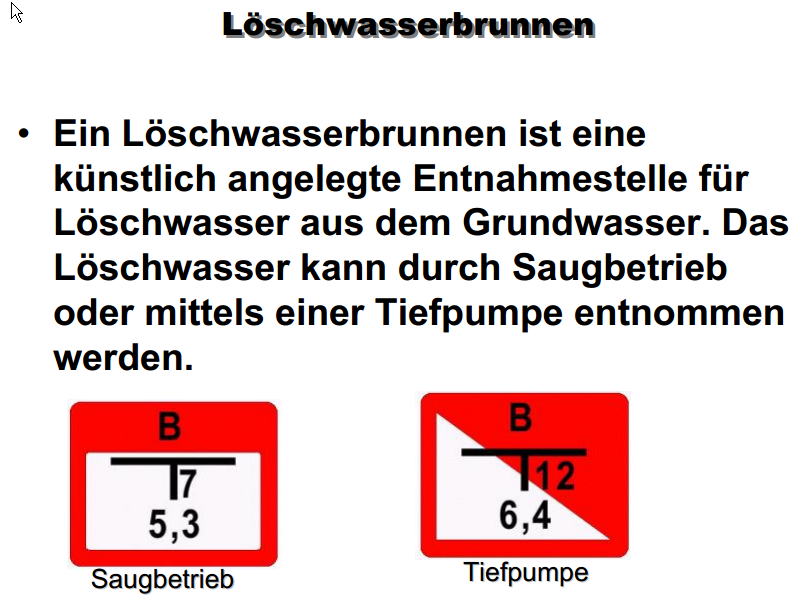 Löschwasserbrunnen
• Ein Löschwasserbrunnen ist eine
künstlich angelegte Entnahmestelle für
Löschwasser aus dem Grundwasser. Das
Löschwasser kann durch Saugbetrieb
oder mittels einer Tiefpumpe entnommen
werden.
B
7
5,3
Saugbetrieb
B
12
6,4
Tiefpumpe